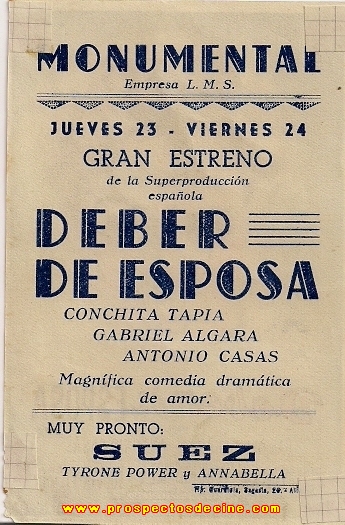 MONUMENTAL
Empresa L. M. S.
JUEVES 23 - VIERNES 24
GRAN ESTRENO
de la Superproducción
española
DEBER
DE ESPOSA
CONCHITA TAPIA
GABRIEL ALGARA
ANTONIO CASAS
Magnífica comedia dramática
de amor.
MUY PRONTO:
SUEZ
TYRONE POWER y ANNABELLA
Sagasta,
www.prospectosdecine.com